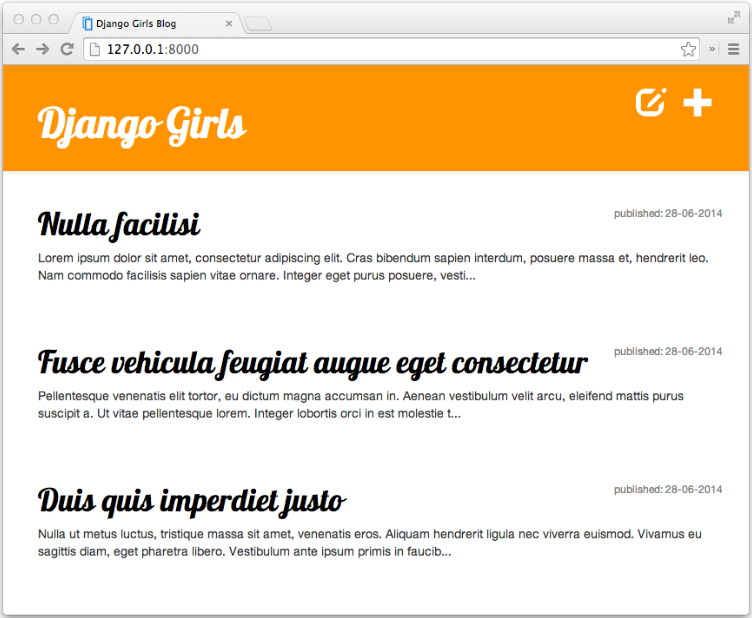 Django Girls Blog
127.0.0.1:8000
Django Girls
Nulla facilisi
published: 28-06-2014
Lorem ipsum dolor sit amet, consectetur adipiscing elit. Cras bibendum sapien interdum, posuere massa et, hendrerit leo.
Nam commodo facilisis sapien vitae ornare. Integer eget purus posuere, vesti...
Fusce vehicula feugiat augue eget consectetur
published: 28-06-2014
Pellentesque venenatis elit tortor, eu dictum magna accumsan in. Aenean vestibulum velit arcu, eleifend mattis purus
suscipit a. Ut vitae pellentesque lorem. Integer lobortis orci in est molestie t...
Duis quis imperdiet justo
published: 28-06-2014
Nulla ut metus luctus, tristique massa sit amet, venenatis eros. Aliquam hendrerit ligula nec viverra euismod. Vivamus eu
sagittis diam, eget pharetra libero. Vestibulum ante ipsum primis in faucib...